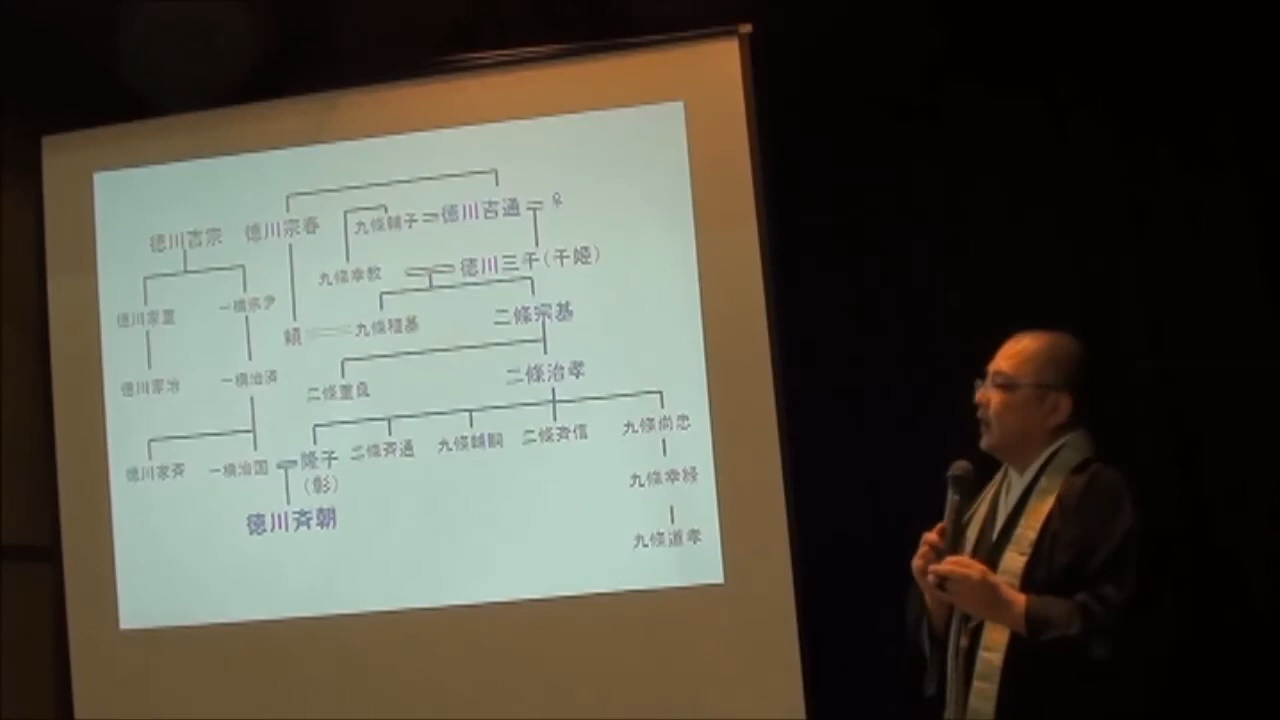 徳川吉宗 徳川宗春 九條輔子 徳川吉通 ♀
九條幸教 徳川三千(千姫)
徳川家重 一橋宗尹 頼 九條稙基 二條宗基
徳川家治 一橋治済 二條重良 二條治孝
徳川家斉 一橋治国 隆子 二條斉通 九條輔嗣 二條斉信 九條尚忠
(彰) 九條幸経
徳川斉朝 九條道孝